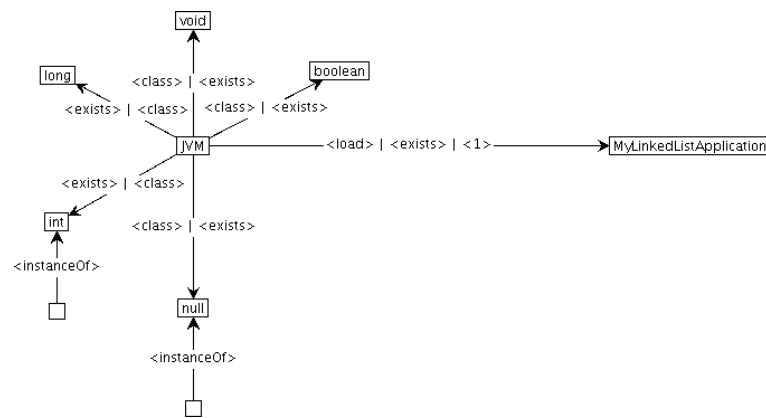 void
<class> | <exists>
long
boolean
<exists> | <class>
<class> | <exists>
JVM
<load> | <exists> | <1>
MyLinkedListApplication
<exists> | <class>
int
<class> | <exists>
<instanceOf>
null
<instanceOf>